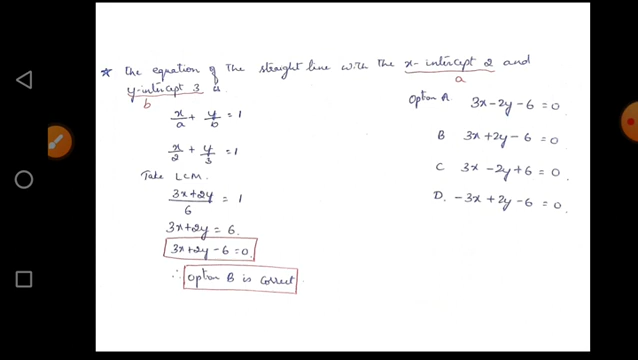 * The equation of the straight line with the x-intercept 2 and
a
y-intercept 3 is
b
x/a + y/b = 1
x/2 + y/3 = 1
Take LCM.
3x+2y/6 = 1
3x+2y = 6.
3x+2y-6=0.
∴ option B is correct
option A 3x-2y-6=0.
B 3x+2y-6=0.
C 3x-2y+6=0.
D. -3x+2y-6=0.